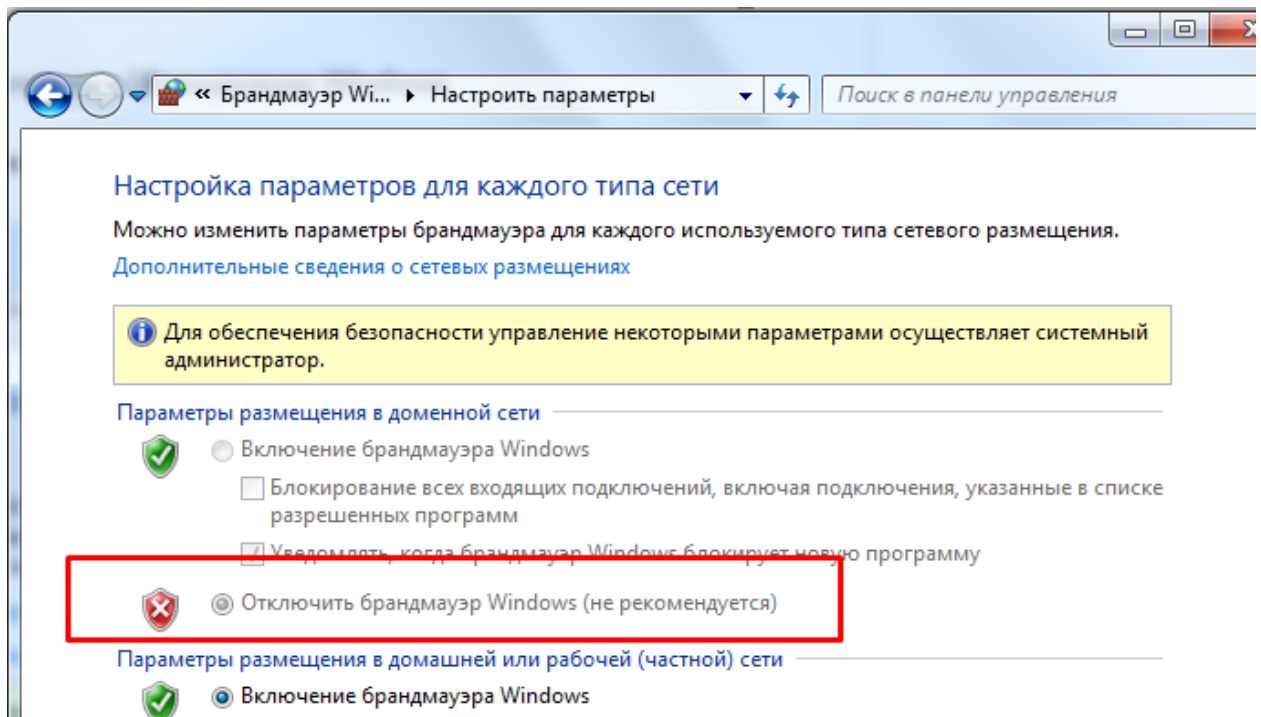 « Брандмауэр Wi... Настроить параметры Поиск в панели управления
Настройка параметров для каждого типа сети
Можно изменить параметры брандмауэра для каждого используемого типа сетевого размещения.
Дополнительные сведения о сетевых размещениях
Для обеспечения безопасности управление некоторыми параметрами осуществляет системный
администратор.
Параметры размещения в доменной сети
Включение брандмауэра Windows
Блокирование всех входящих подключений, включая подключения, указанные в списке
разрешенных программ
Уведомлять, когда брандмауэр Windows блокирует новую программу
Отключить брандмауэр Windows (не рекомендуется)
Параметры размещения в домашней или рабочей (частной) сети
Включение брандмауэра Windows